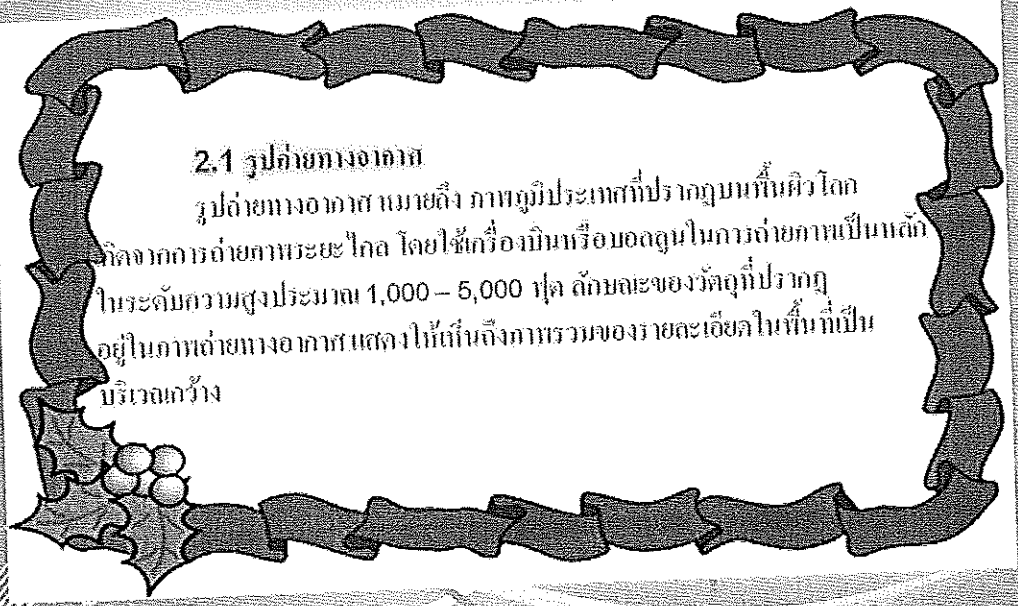 2.1 รูปถ่ายทางอากาศ
รูปถ่ายทางอากาศ หมายถึง ภาพภูมิประเทศที่ปรากฎบนพื้นผิวโลก
เกิดจากการถ่ายภาพระยะไกล โดยใช้เครื่องบินหรือบอลลูนในการถ่ายภาพเป็นหลัก
ในระดับความสูงประมาณ 1,000 – 5,000 ฟุต ลักษณะของวัตถุที่ปรากฎ
อยู่ในภาพถ่ายทางอากาศ แสดงให้เห็นถึงภาพรวมของรายละเอียดในพื้นที่เป็น
บริเวณกว้าง